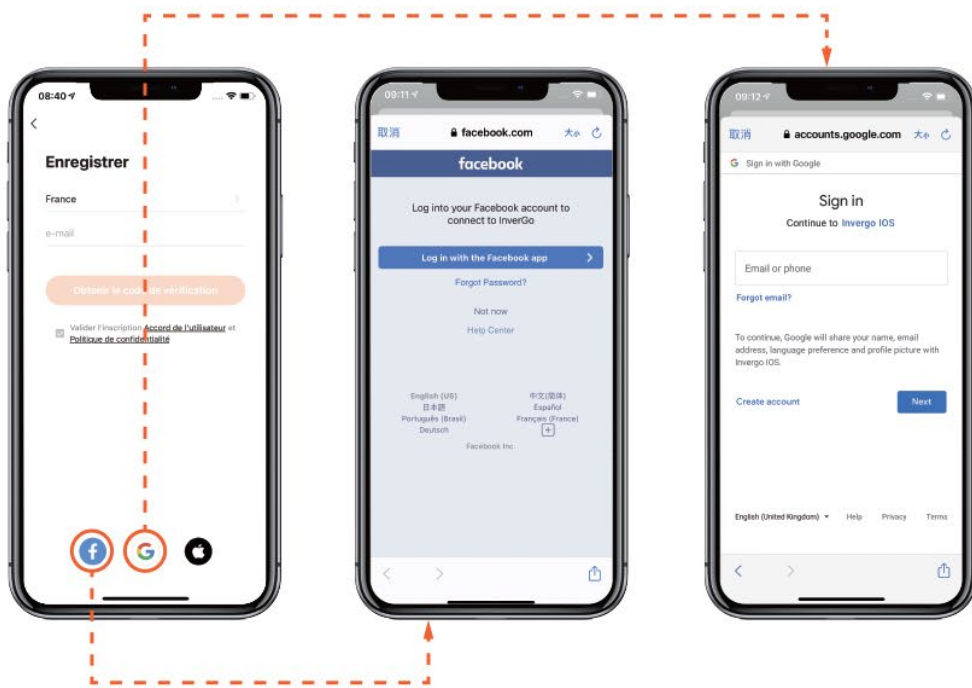 08:40
Enregistrer
France
e-mail
Obtenir le code de vérification
Valider l'inscription Accord de l'utilisateur et
Politique de confidentialité
09:11
取消
facebook.com
大小
facebook
Log into your Facebook account to
connect to InverGo
Log in with the Facebook app
Forgot Password?
Not now
Help Center
English (US)
中文(简体)
日本語
Español
Português (Brasil)
Français (France)
Deutsch
Facebook Inc.
09:12
取消
accounts.google.com
大小
G Sign in with Google
Sign in
Continue to Invergo IOS
Email or phone
Forgot email?
To continue, Google will share your name, email
address, language preference and profile picture with
Invergo IOS.
Create account
Next
English (United Kingdom)
Help
Privacy
Terms